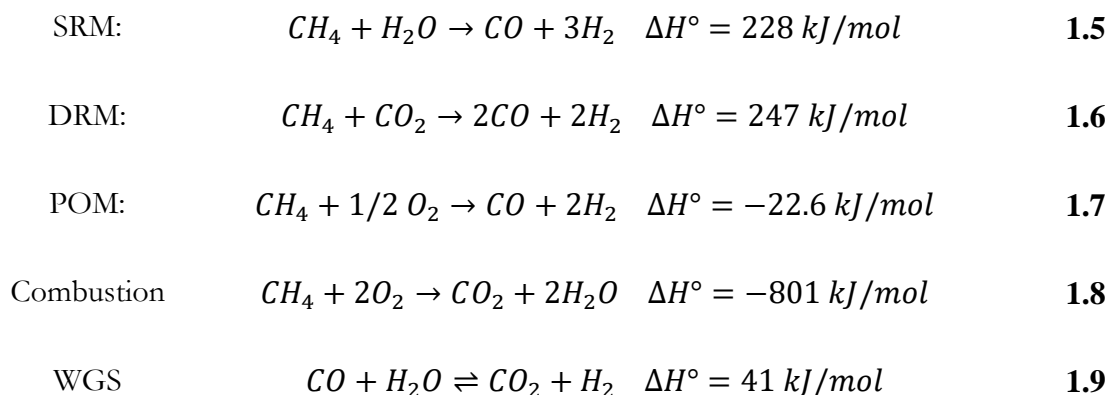 SRM: CH₄ + H₂O → CO + 3H₂ ΔH° = 228 kJ/mol 1.5
DRM: CH₄ + CO₂ → 2CO + 2H₂ ΔH° = 247 kJ/mol 1.6
POM: CH₄ + 1/2 O₂ → CO + 2H₂ ΔH° = −22.6 kJ/mol 1.7
Combustion CH₄ + 2O₂ → CO₂ + 2H₂O ΔH° = −801 kJ/mol 1.8
WGS CO + H₂O ⇌ CO₂ + H₂ ΔH° = 41 kJ/mol 1.9